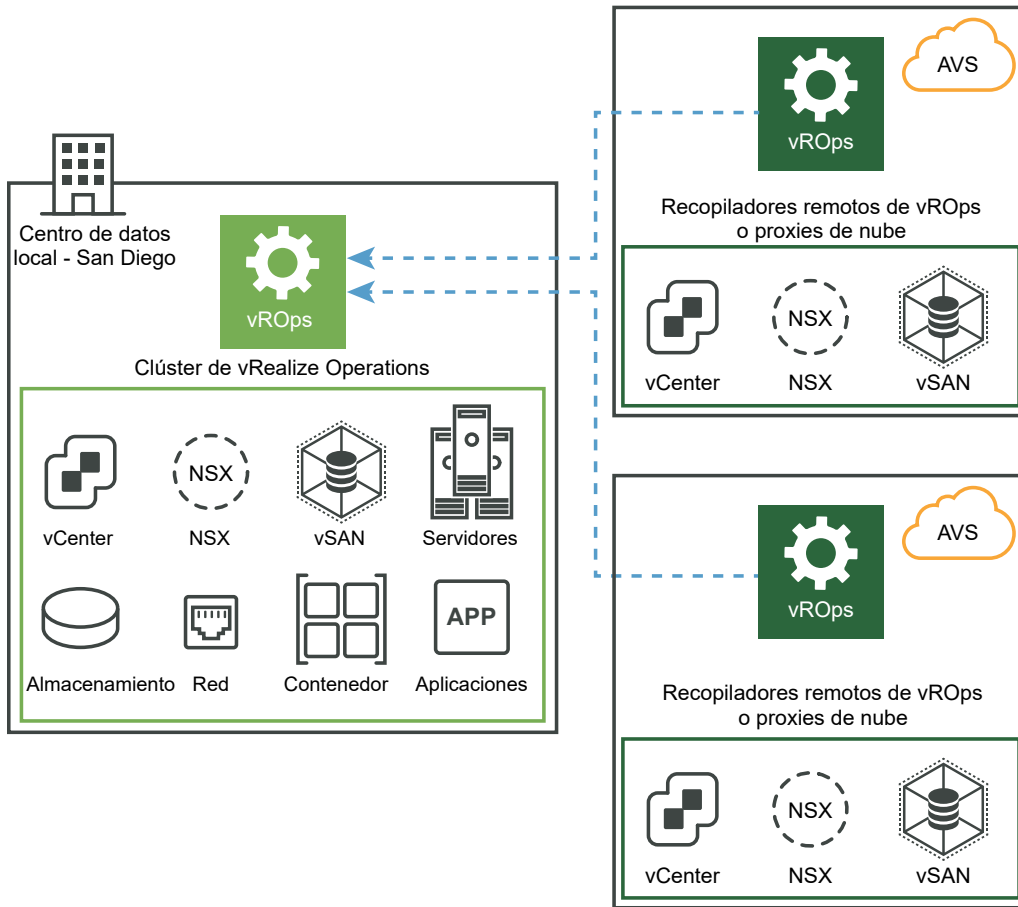 Centro de datos
local - San Diego
vROps
Clúster de vRealize Operations
vCenter
NSX
NSX
vSAN
Servidores
Almacenamiento
Red
Contenedor
APP
Aplicaciones
AVS
vROps
Recopiladores remotos de vROps
o proxies de nube
vCenter
NSX
NSX
vSAN
AVS
vROps
Recopiladores remotos de vROps
o proxies de nube
vCenter
NSX
NSX
vSAN